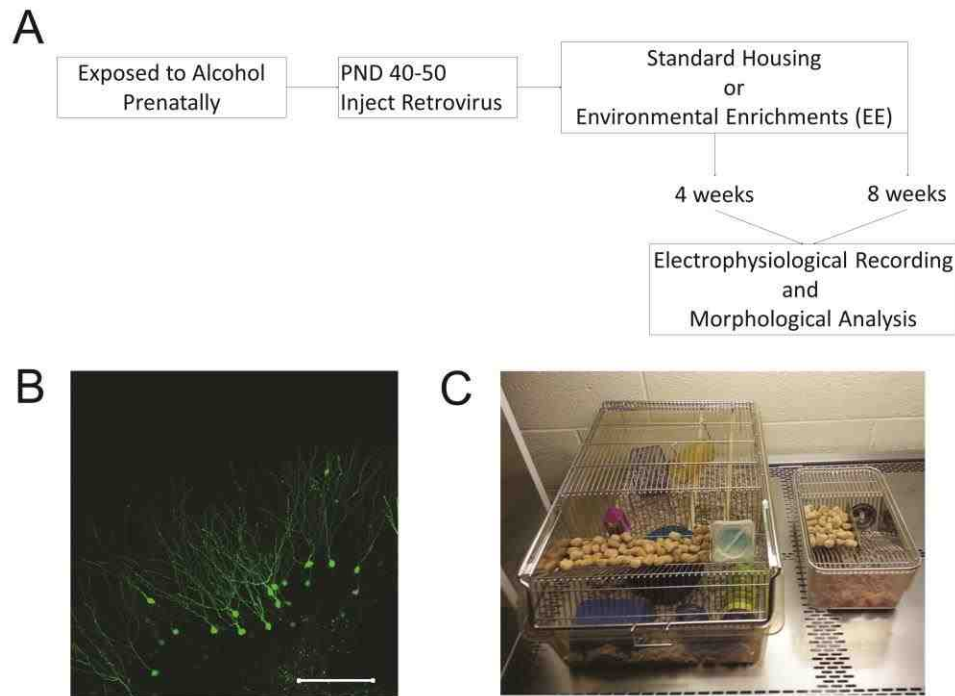 A
Exposed to Alcohol
Prenatally
PND 40-50
Inject Retrovirus
Standard Housing
or
Environmental Enrichments (EE)
4 weeks
8 weeks
Electrophysiological Recording
and
Morphological Analysis
B
C